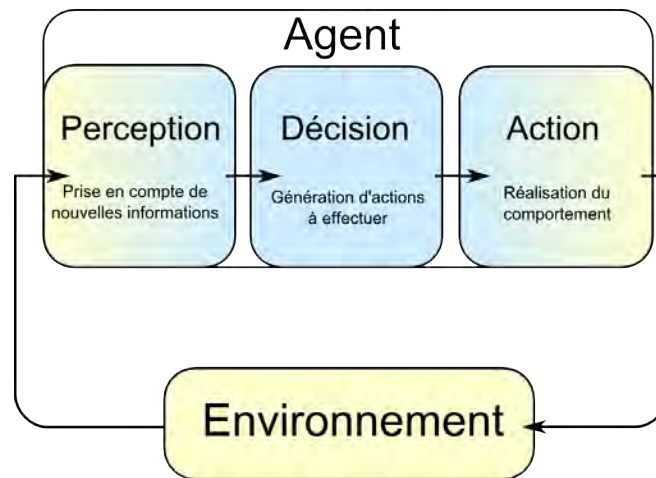 Agent
Perception
Prise en compte de
nouvelles informations
Décision
Génération d'actions
à effectuer
Action
Réalisation du
comportement
Environnement